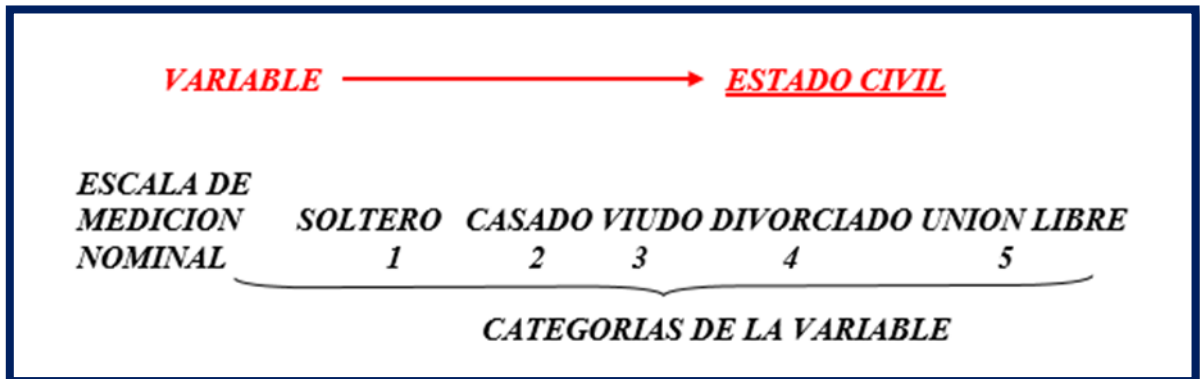 VARIABLE ESTADO CIVIL
ESCALA DE
MEDICION SOLTERO CASADO VIUDO DIVORCIADO UNION LIBRE
NOMINAL 1 2 3 4 5
CATEGORIAS DE LA VARIABLE